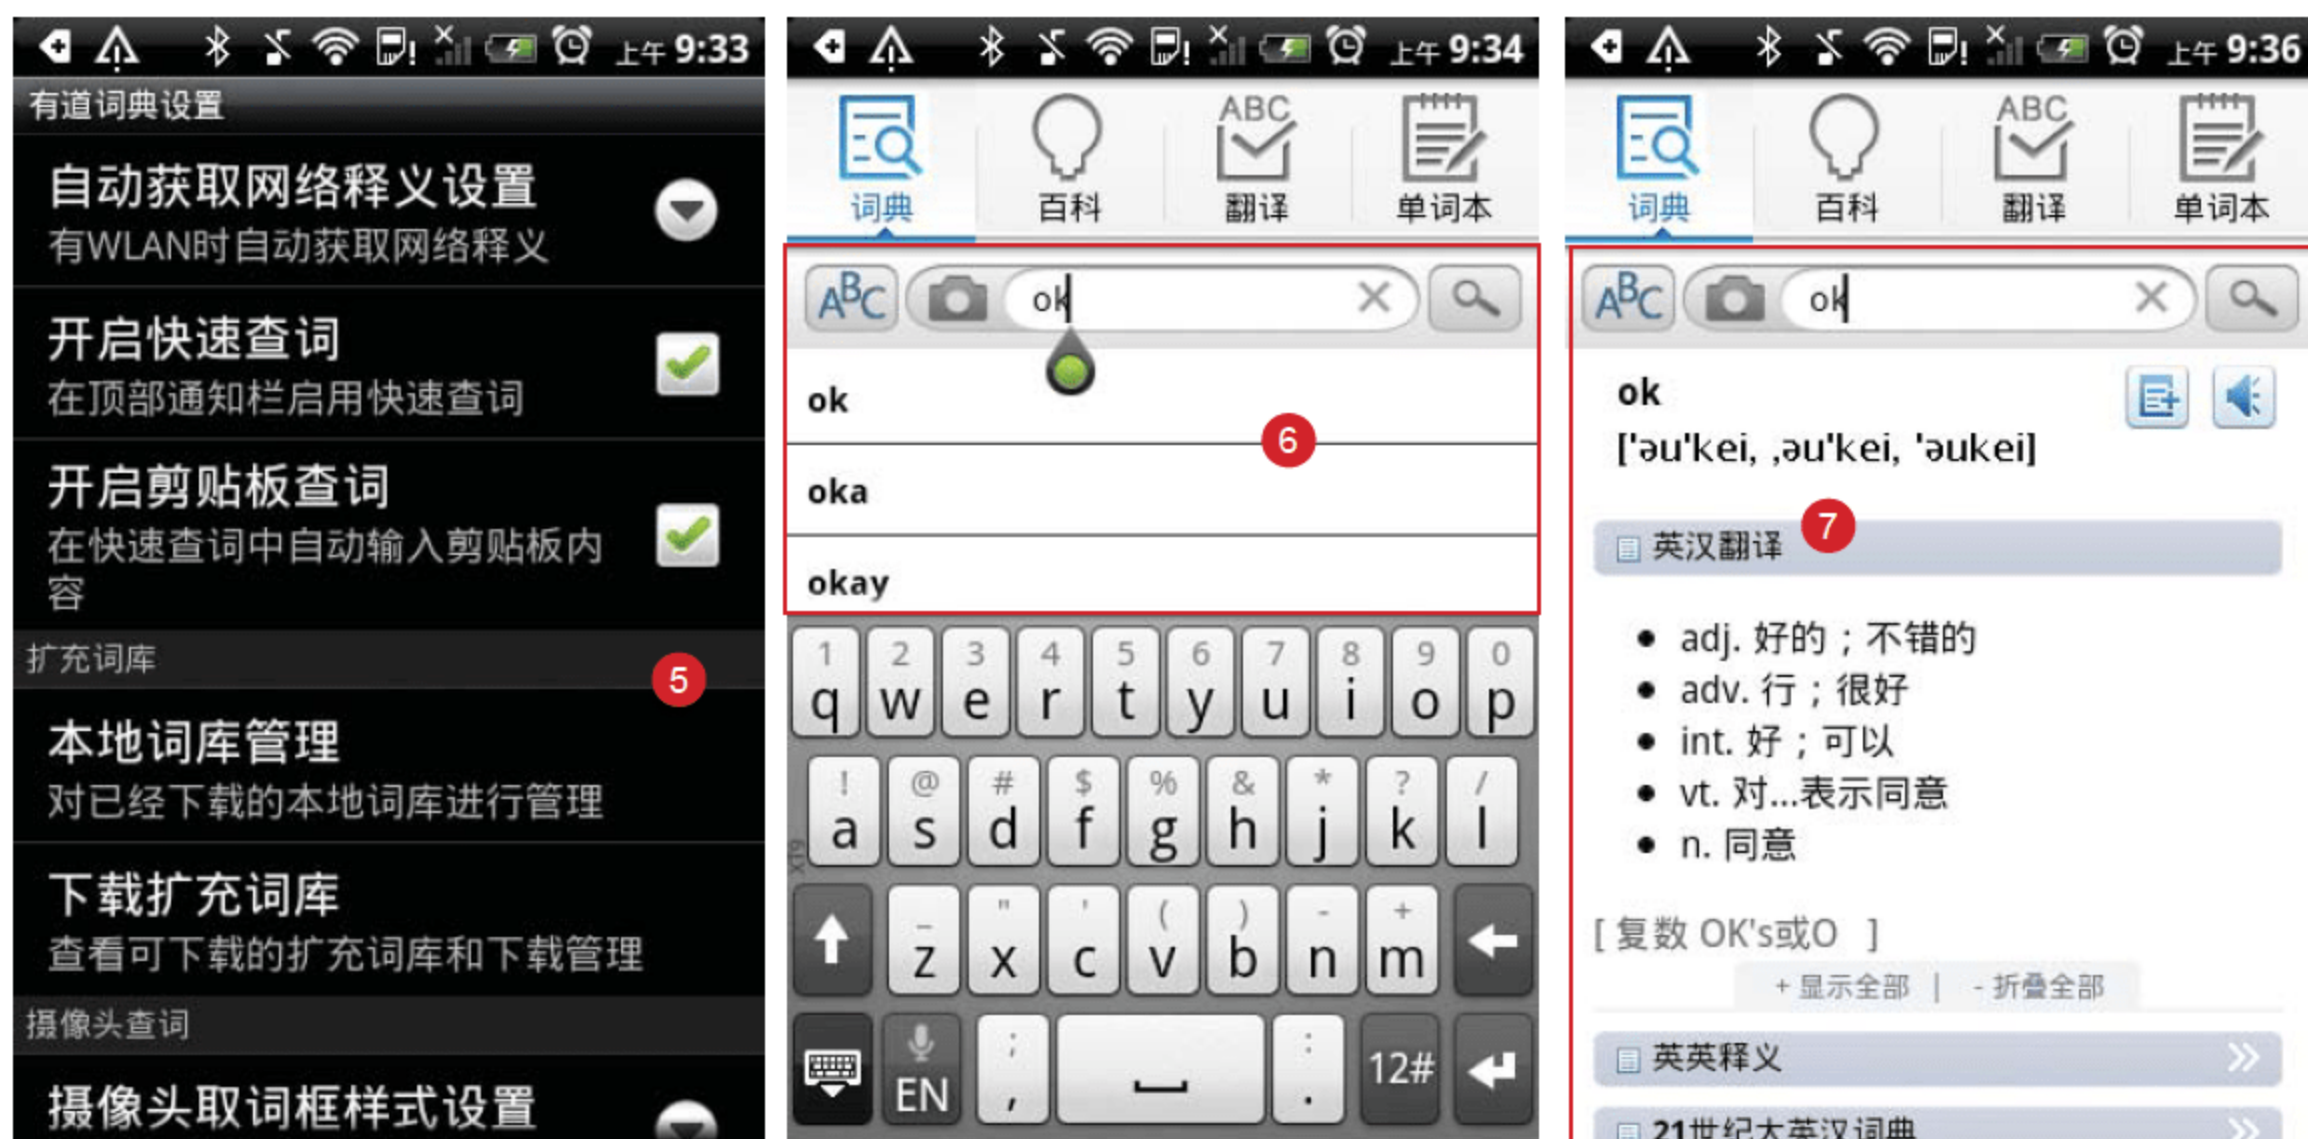 上午 9:33
有道词典设置
自动获取网络释义设置
有WLAN时自动获取网络释义
开启快速查词
在顶部通知栏启用快速查词
开启剪贴板查词
在快速查词中自动输入剪贴板内
容
扩充词库
5
本地词库管理
对已经下载的本地词库进行管理
下载扩充词库
查看可下载的扩充词库和下载管理
摄像头查词
摄像头取词框样式设置
上午 9:34
ABC
词典 百科 翻译 单词本
ABC ok
ok
6
oka
okay
1 2 3 4 5 6 7 8 9 0
q w e r t y u i o p
! @ # $ % & * ? /
a s d f g h j k l
_ " ' ( ) - +
z x c v b n m
; :
EN , . 12#
上午 9:36
ABC
词典 百科 翻译 单词本
ABC ok
ok
['əu'kei, ,əu'kei, 'əukei]
7
英汉翻译
adj. 好的；不错的
adv. 行；很好
int. 好；可以
vt. 对...表示同意
n. 同意
[ 复数 OK's或O ]
+ 显示全部 | - 折叠全部
英英释义
21世纪大英汉词典